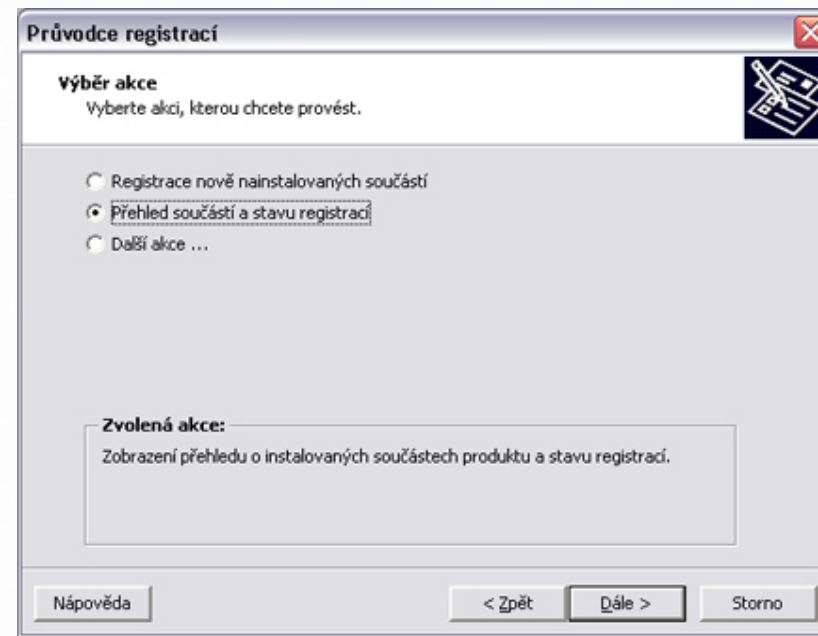 Průvodce registrací
Výběr akce
Vyberte akci, kterou chcete provést.
Registrace nově nainstalovaných součástí
Přehled součástí a stavu registrací
Další akce ...
Zvolená akce:
Zobrazení přehledu o instalovaných součástech produktu a stavu registrací.
Nápověda
< Zpět
Dále >
Storno